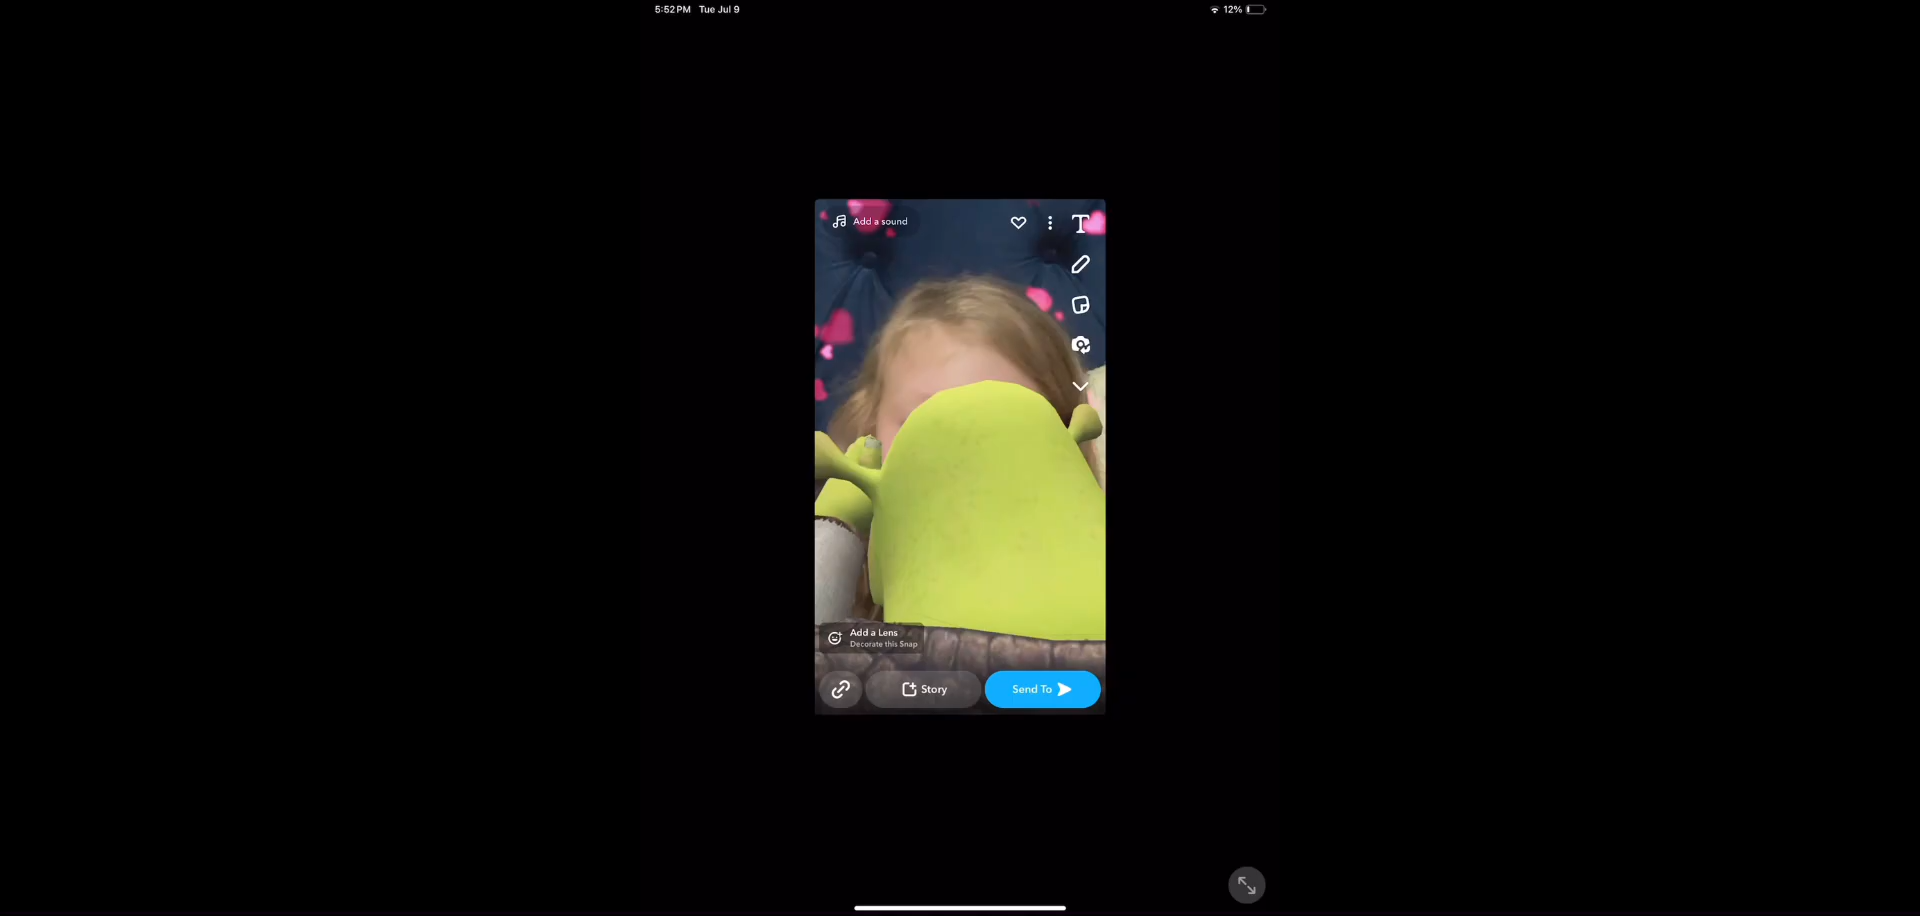 5:52 PM Tue Jul 9
12%
Add a sound
T
Add a Lens
Decorate this Snap
Story
Send To